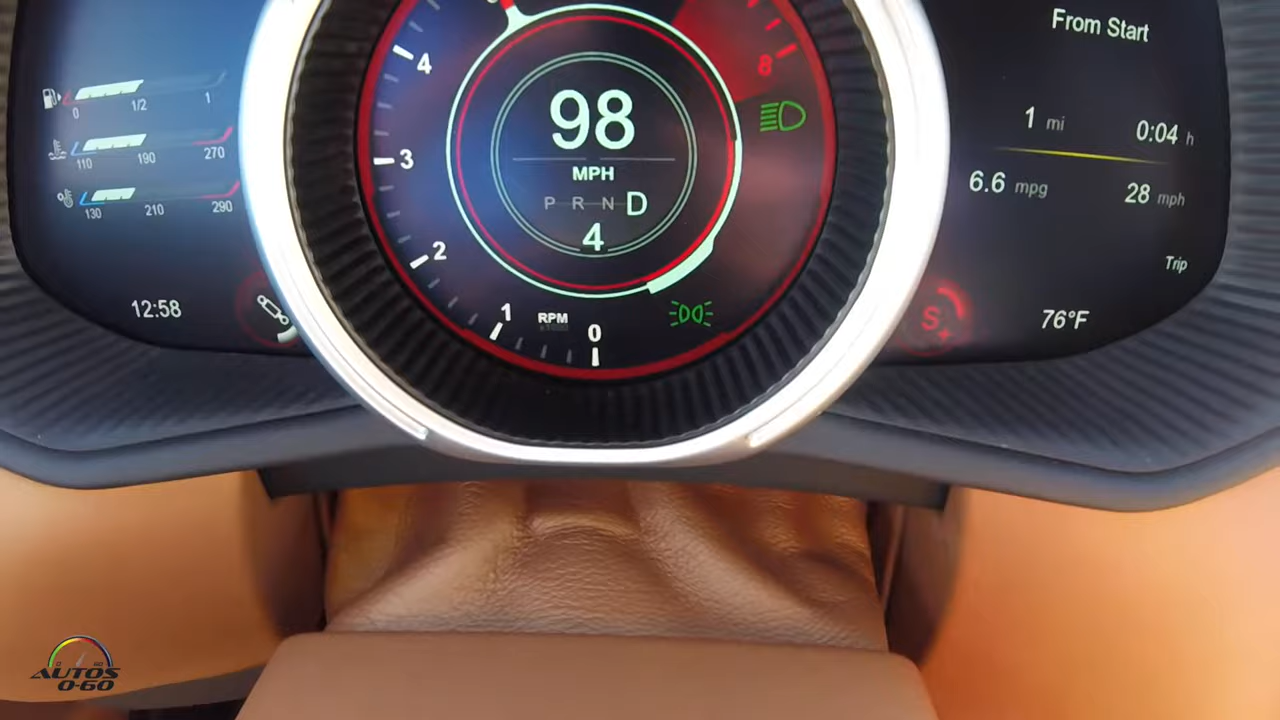 0 1/2 1
110 190 270
130 210 290
12:58
4
3
2
1
RPM
0
8
98
MPH
P R N D
4
From Start
1 mi 0:04 h
6.6 mpg 28 mph
Trip
S+
76°F
AUTOS
0-60